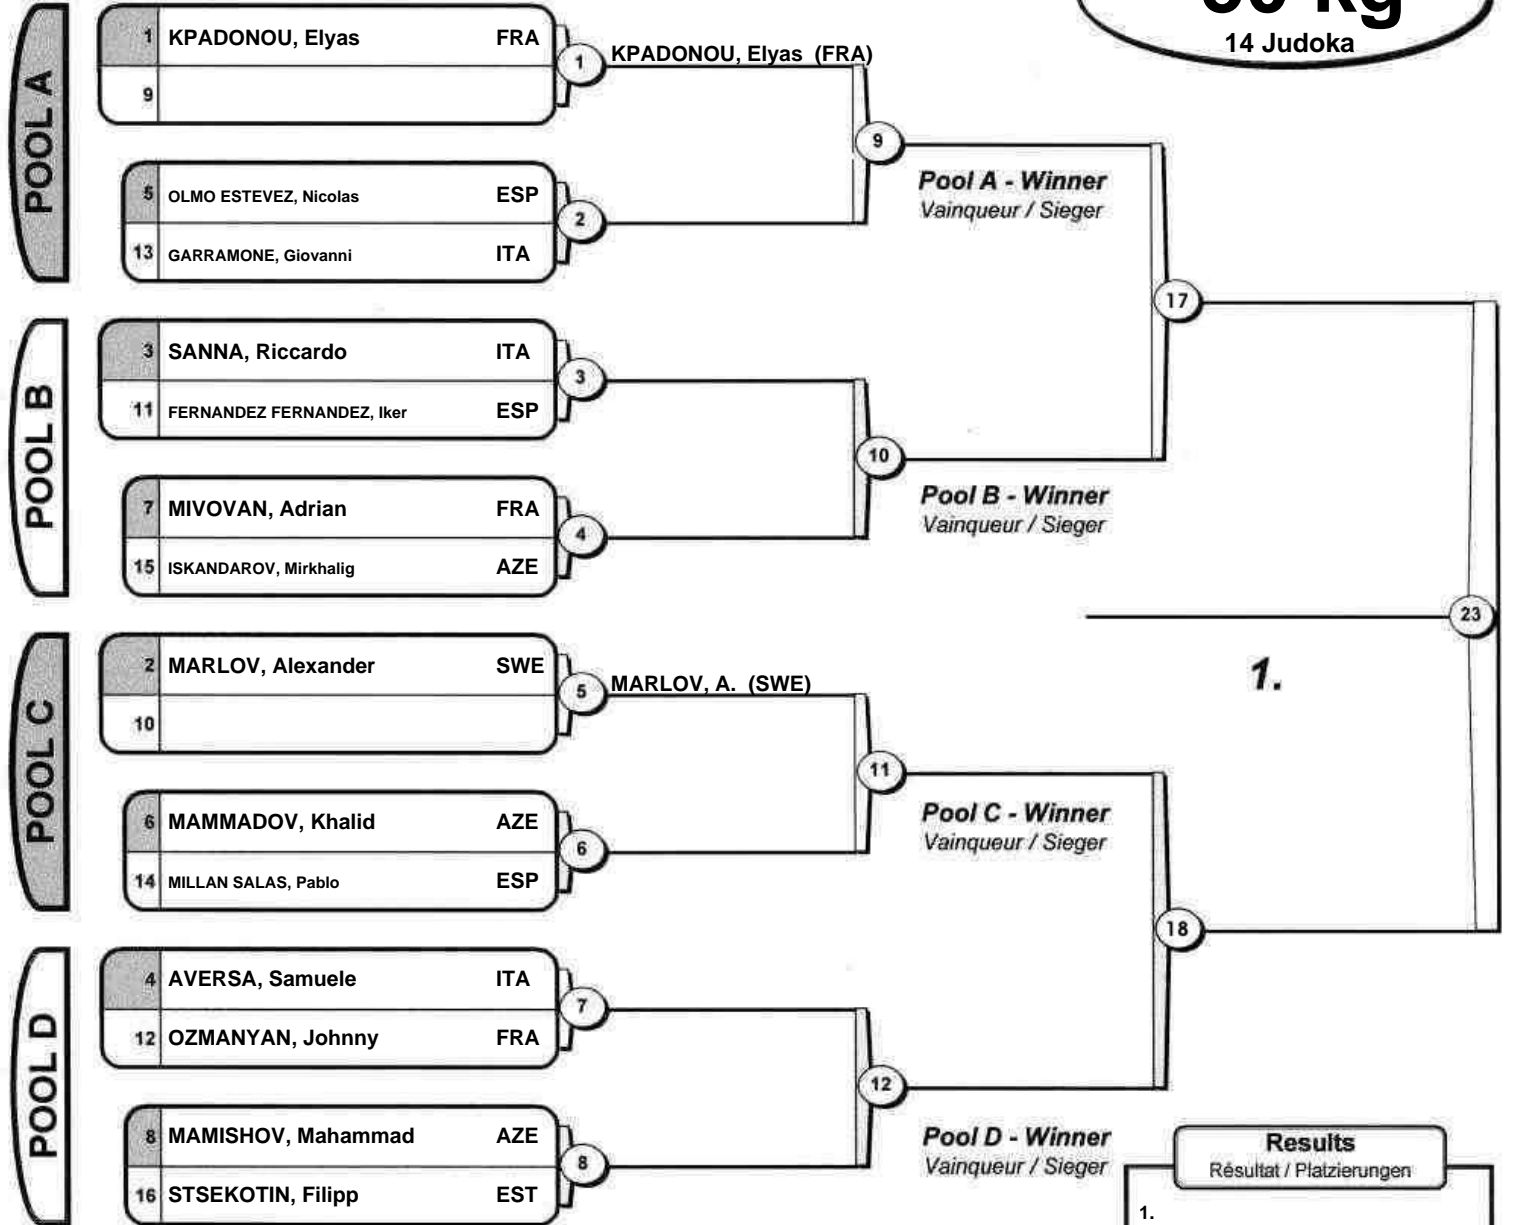 kg
14 Judoka
POOL A
1 KPADONOU, Elyas FRA
9
1
KPADONOU, Elyas (FRA)
5 OLMO ESTEVEZ, Nicolas ESP
13 GARRAMONE, Giovanni ITA
2
9
Pool A - Winner
Vainqueur / Sieger
POOL B
3 SANNA, Riccardo ITA
11 FERNANDEZ FERNANDEZ, Iker ESP
3
7 MIVOVAN, Adrian FRA
15 ISKANDAROV, Mirkhalig AZE
4
10
Pool B - Winner
Vainqueur / Sieger
17
POOL C
2 MARLOV, Alexander SWE
10
5
MARLOV, A. (SWE)
6 MAMMADOV, Khalid AZE
14 MILLAN SALAS, Pablo ESP
6
11
Pool C - Winner
Vainqueur / Sieger
23
1.
POOL D
4 AVERSA, Samuele ITA
12 OZMANYAN, Johnny FRA
7
8 MAMISHOV, Mahammad AZE
16 STSEKOTIN, Filipp EST
8
12
Pool D - Winner
Vainqueur / Sieger
18
Results
Résultat / Platzierungen
1.